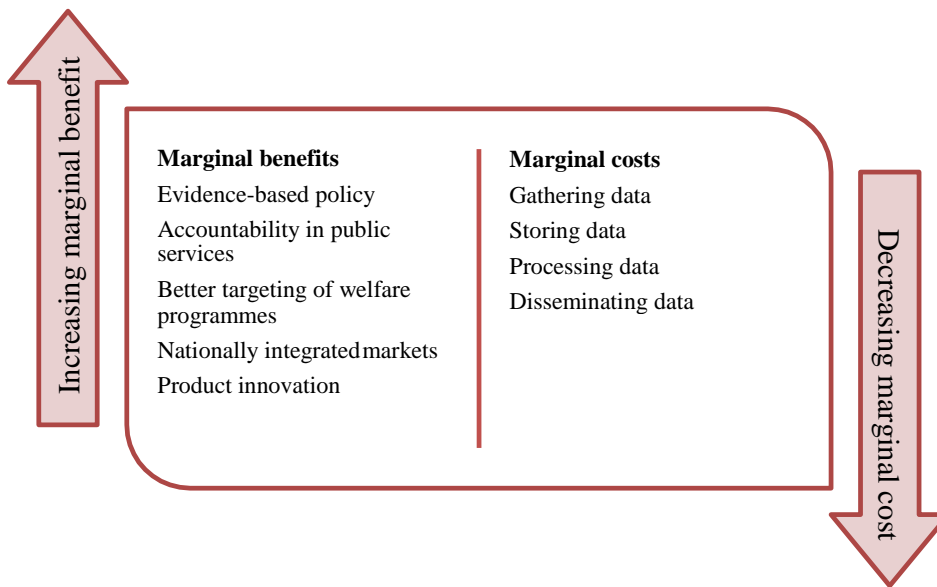 Increasing marginal benefit
Marginal benefits
Evidence-based policy
Accountability in public
services
Better targeting of welfare
programmes
Nationally integrated markets
Product innovation
Marginal costs
Gathering data
Storing data
Processing data
Disseminating data
Decreasing marginal cost